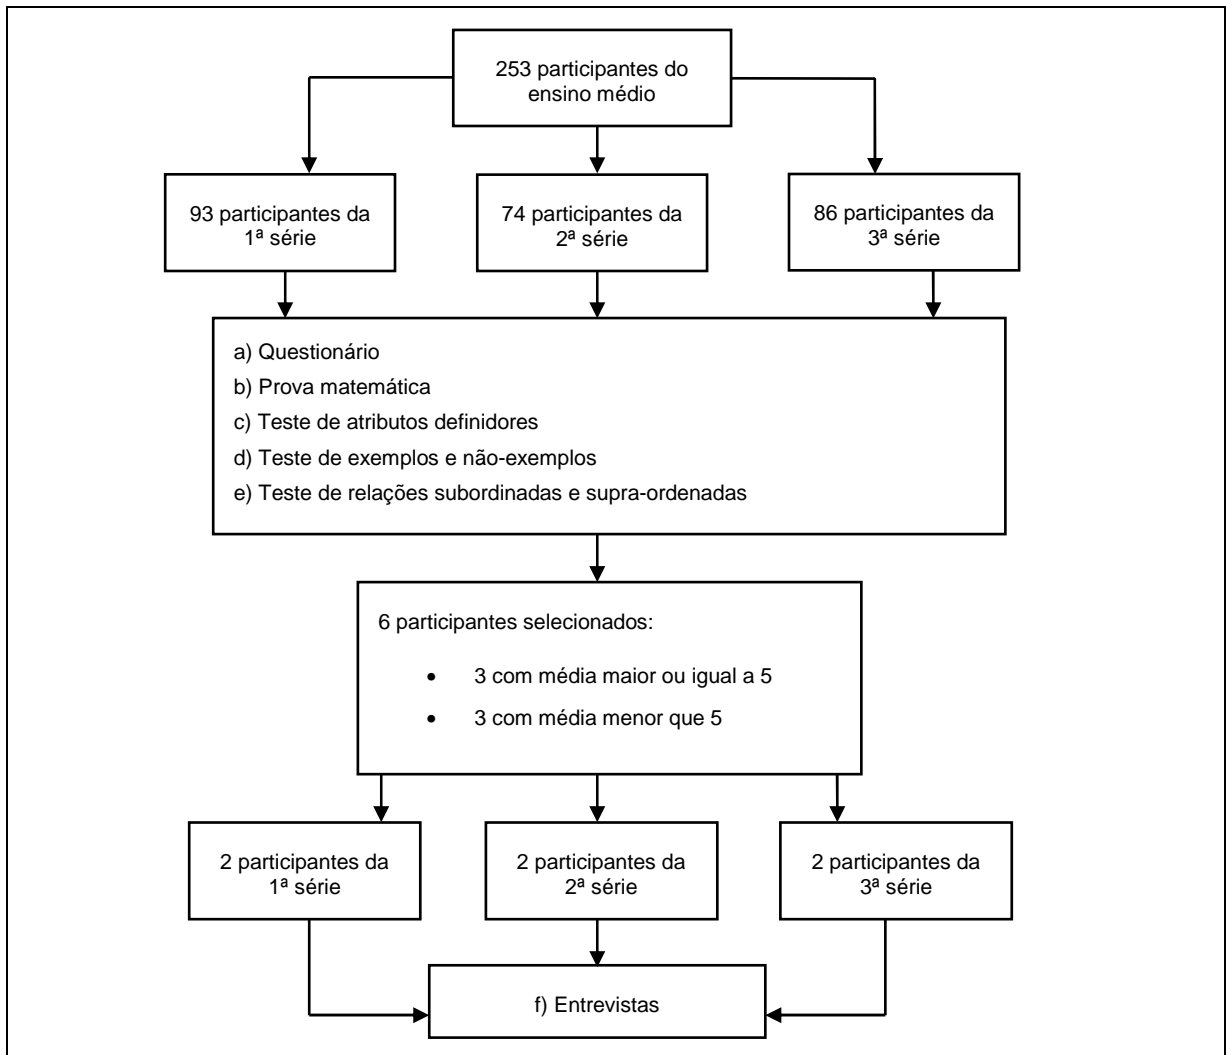 253 participantes do
ensino médio
93 participantes da
1ª série
74 participantes da
2ª série
86 participantes da
3ª série
a) Questionário
b) Prova matemática
c) Teste de atributos definidores
d) Teste de exemplos e não-exemplos
e) Teste de relações subordinadas e supra-ordenadas
6 participantes selecionados:
• 3 com média maior ou igual a 5
• 3 com média menor que 5
2 participantes da
1ª série
2 participantes da
2ª série
2 participantes da
3ª série
f) Entrevistas